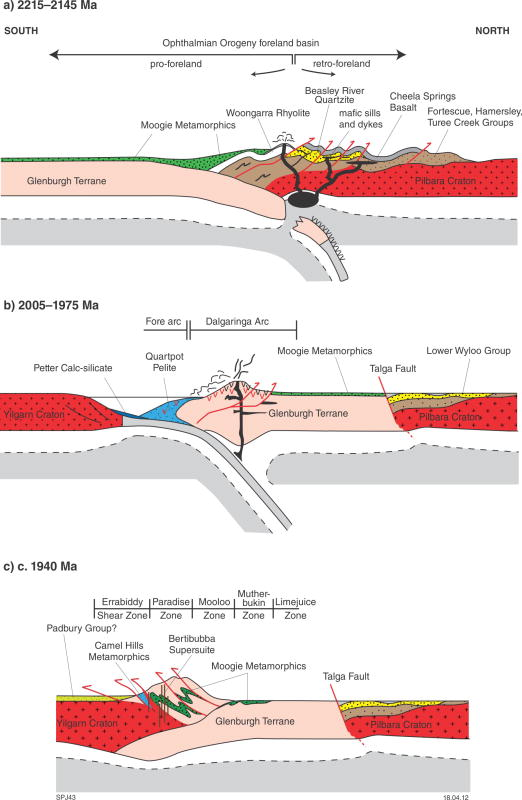 a) 2215–2145 Ma
SOUTH
NORTH
Ophthalmian Orogeny foreland basin
pro-foreland
retro-foreland
Beasley River
Quartzite
Cheela Springs
Basalt
Woongarra Rhyolite
mafic sills
and dykes
Fortescue, Hamersley,
Turee Creek Groups
Moogie Metamorphics
Glenburgh Terrane
Pilbara Craton
b) 2005–1975 Ma
Fore arc
Dalgaringa Arc
Quartpot
Pelite
Moogie Metamorphics
Lower Wyloo Group
Petter Calc-silicate
Talga Fault
Yilgarn Craton
Glenburgh Terrane
Pilbara Craton
c) c. 1940 Ma
Errabiddy
Shear Zone
Paradise
Zone
Mooloo
Zone
Muther-
bukin
Zone
Limejuice
Zone
Padbury Group?
Camel Hills
Metamorphics
Bertibubba
Supersuite
Moogie Metamorphics
Talga Fault
Yilgarn Craton
Glenburgh Terrane
Pilbara Craton
SPJ43
18.04.12